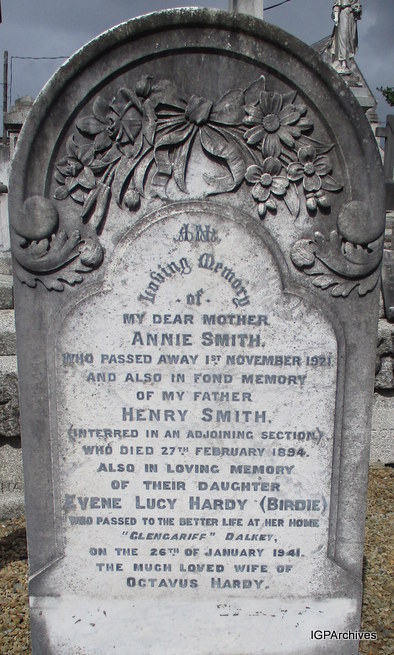 IN
Loving Memory
of
MY DEAR MOTHER
ANNIE SMITH,
WHO PASSED AWAY 1ST NOVEMBER 1921
AND ALSO IN FOND MEMORY
OF MY FATHER
HENRY SMITH,
(INTERRED IN AN ADJOINING SECTION)
WHO DIED 27TH FEBRUARY 1894.
ALSO IN LOVING MEMORY
OF THEIR DAUGHTER
EVENE LUCY HARDY (BIRDIE)
WHO PASSED TO THE BETTER LIFE AT HER HOME
"GLENGARIFF" DALKEY,
ON THE 26TH OF JANUARY 1941.
THE MUCH LOVED WIFE OF
OCTAVUS HARDY.
IGPArchives